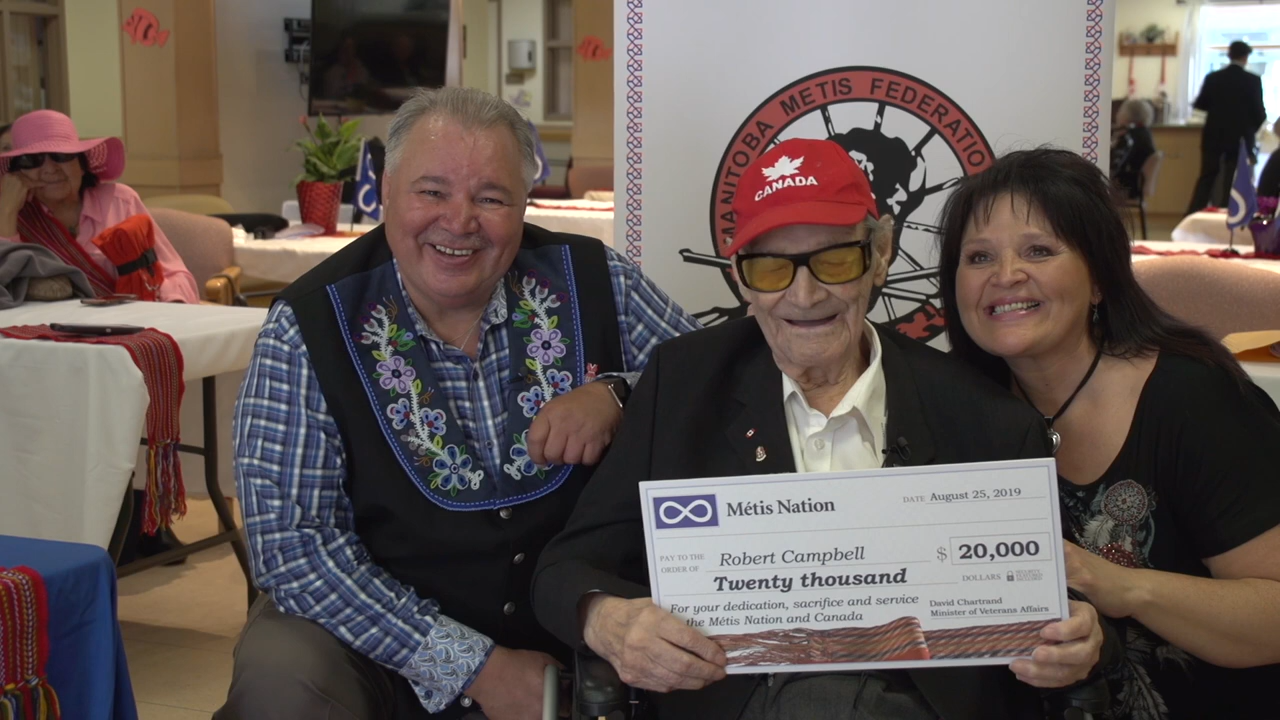 MANITOBA METIS FEDERATION
CANADA
Métis Nation
DATE August 25, 2019
PAY TO THE
ORDER OF
Robert Campbell
$ 20,000
Twenty thousand
DOLLARS
For your dedication, sacrifice and service
the Métis Nation and Canada
David Chartrand
Minister of Veterans Affairs